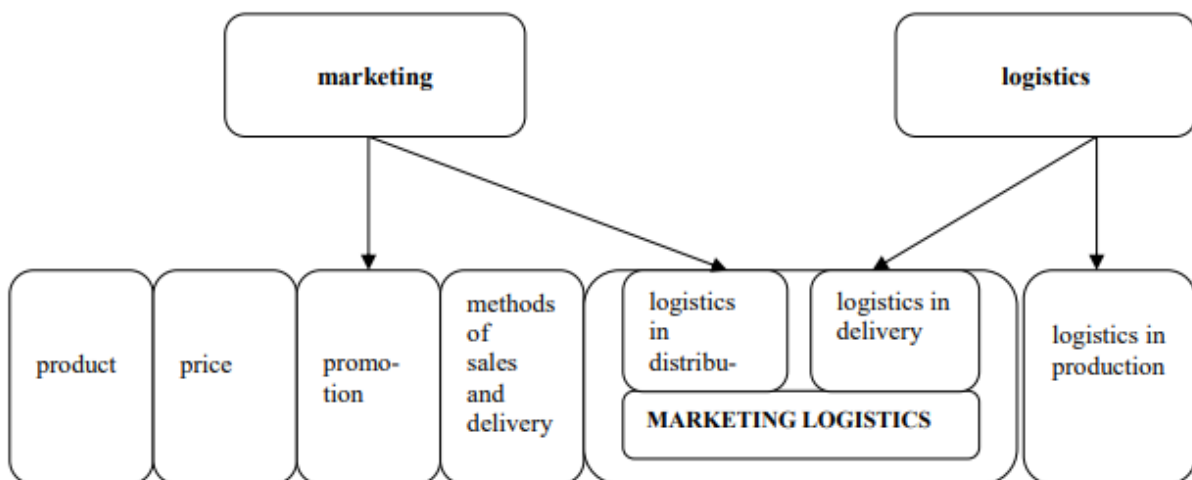 marketing
logistics
product
price
promo-
tion
methods
of
sales
and
delivery
logistics
in
distribu-
logistics in
delivery
MARKETING LOGISTICS
logistics in
production